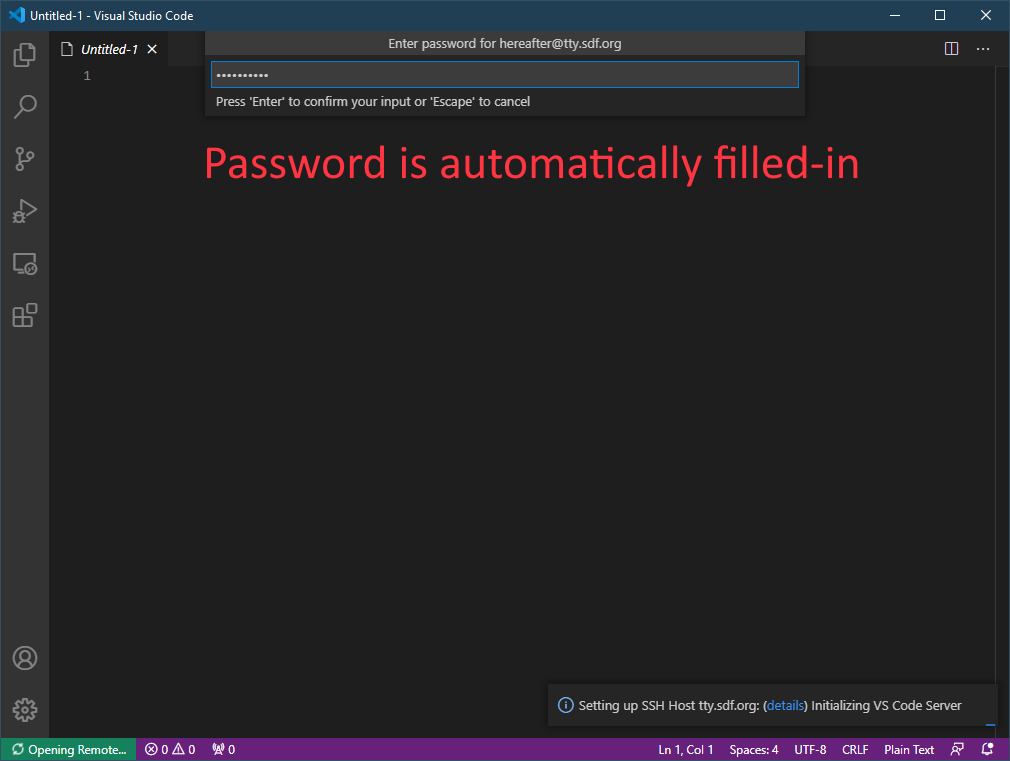 Untitled-1 - Visual Studio Code
Enter password for hereafter@tty.sdf.org
Untitled-1
••••••••••
1
Press 'Enter' to confirm your input or 'Escape' to cancel
Password is automatically filled-in
Setting up SSH Host tty.sdf.org: (details) Initializing VS Code Server
Opening Remote... 0 0 0 Ln 1, Col 1 Spaces: 4 UTF-8 CRLF Plain Text